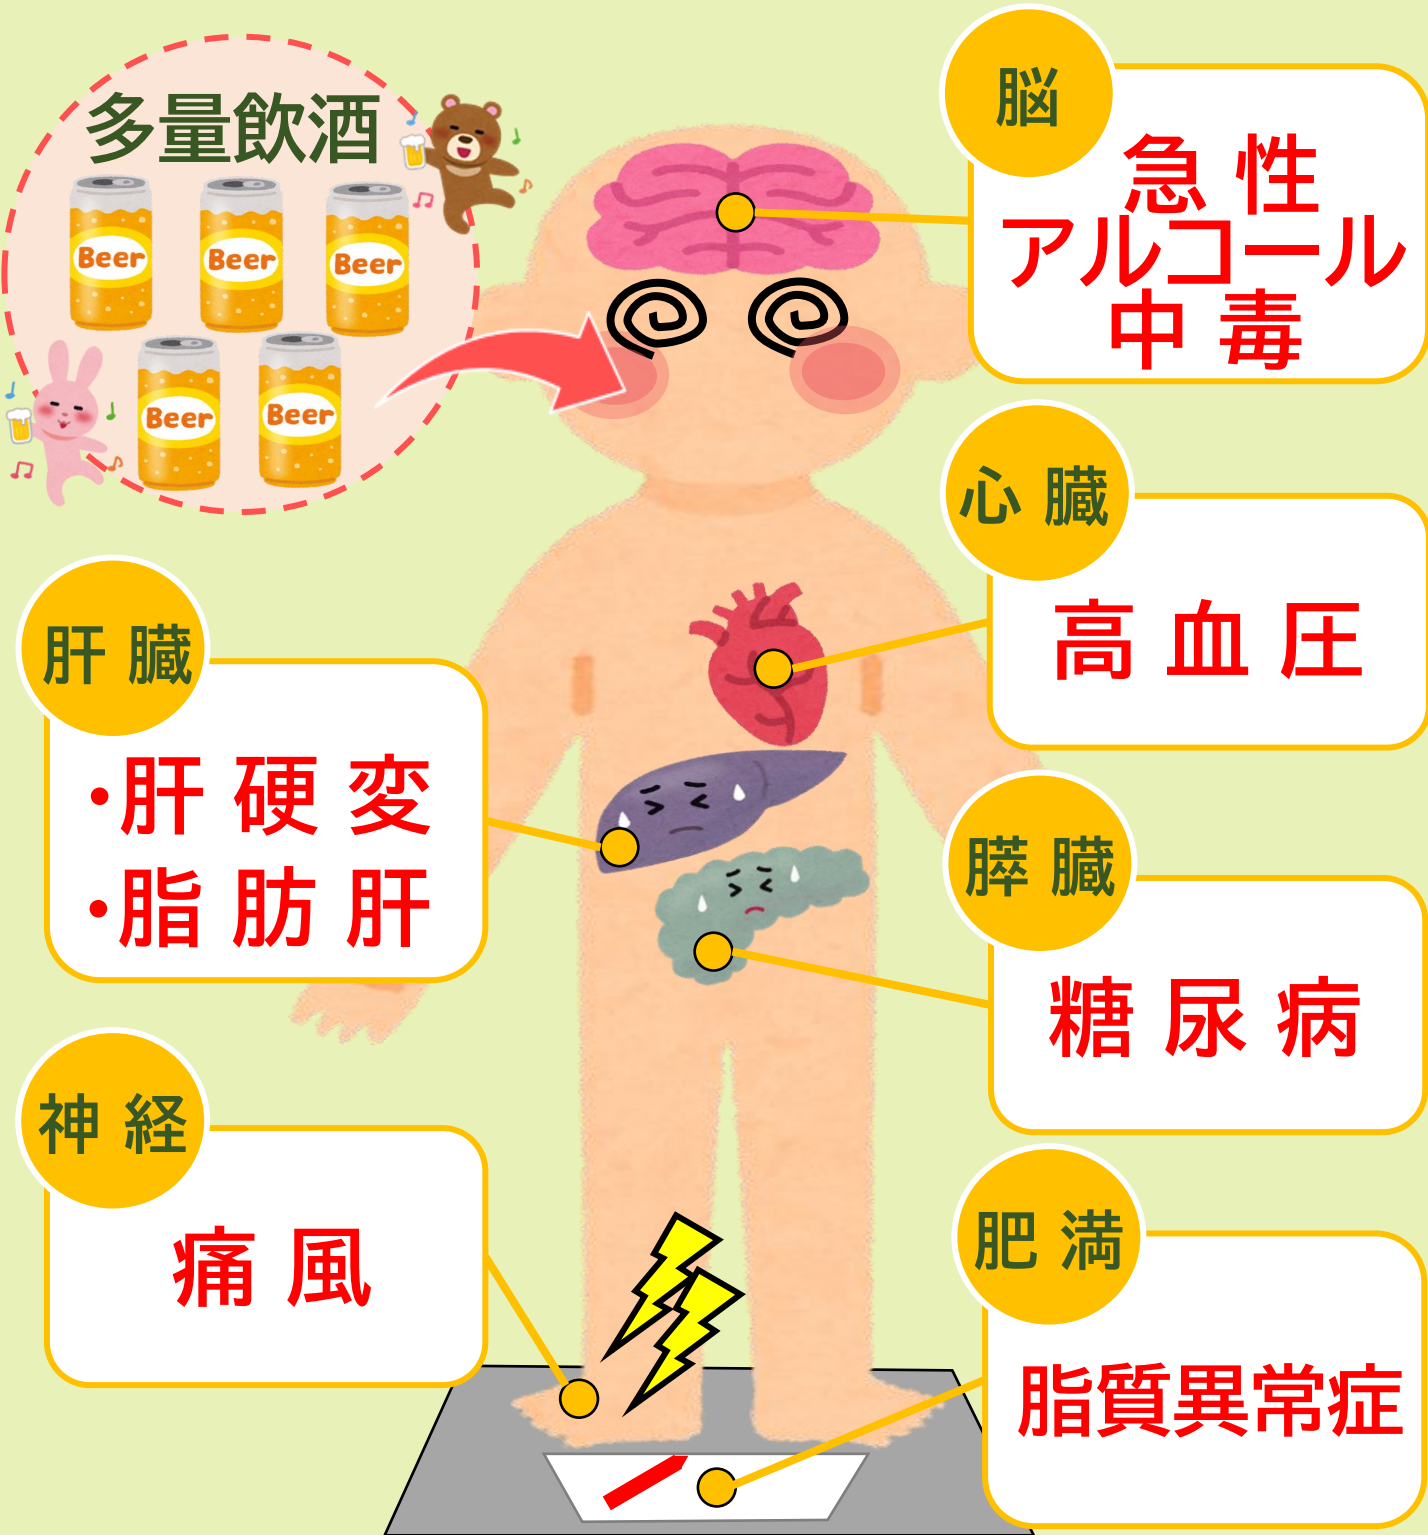 多量飲酒
Beer
Beer
Beer
Beer
Beer
脳
急性
アルコール
中毒
心臓
高血圧
肝臓
・肝硬変
・脂肪肝
膵臓
糖尿病
神経
痛風
肥満
脂質異常症